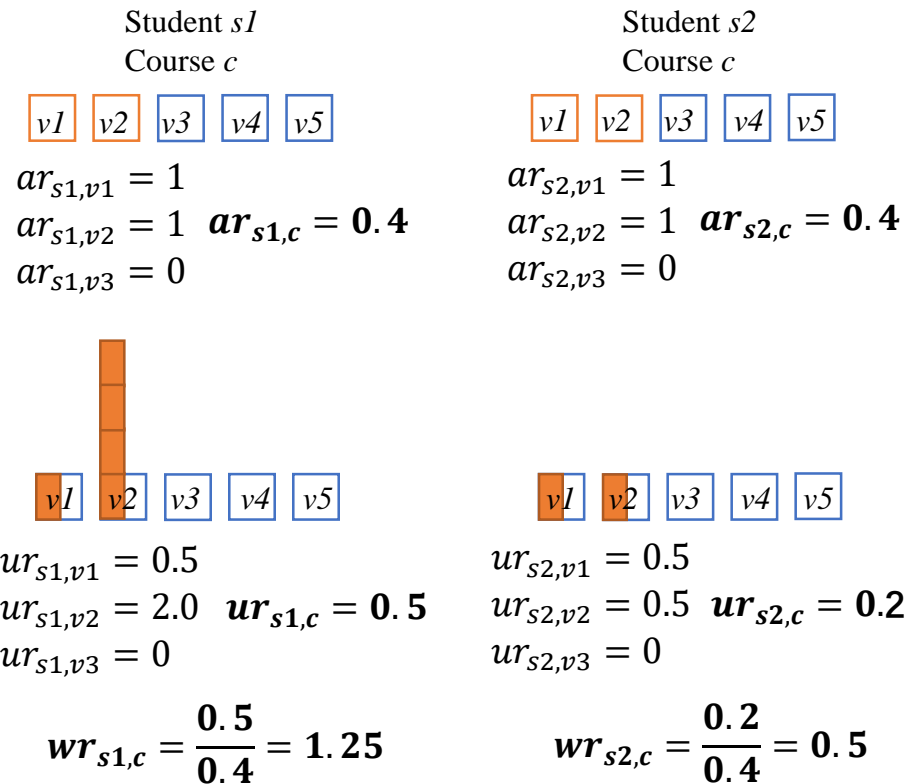 Student s1
Course c
v1 v2 v3 v4 v5
ar_{s1,v1} = 1
ar_{s1,v2} = 1 ar_{s1,c} = 0.4
ar_{s1,v3} = 0
v1 v2 v3 v4 v5
ur_{s1,v1} = 0.5
ur_{s1,v2} = 2.0 ur_{s1,c} = 0.5
ur_{s1,v3} = 0
wr_{s1,c} = \frac{0.5}{0.4} = 1.25
Student s2
Course c
v1 v2 v3 v4 v5
ar_{s2,v1} = 1
ar_{s2,v2} = 1 ar_{s2,c} = 0.4
ar_{s2,v3} = 0
v1 v2 v3 v4 v5
ur_{s2,v1} = 0.5
ur_{s2,v2} = 0.5 ur_{s2,c} = 0.2
ur_{s2,v3} = 0
wr_{s2,c} = \frac{0.2}{0.4} = 0.5